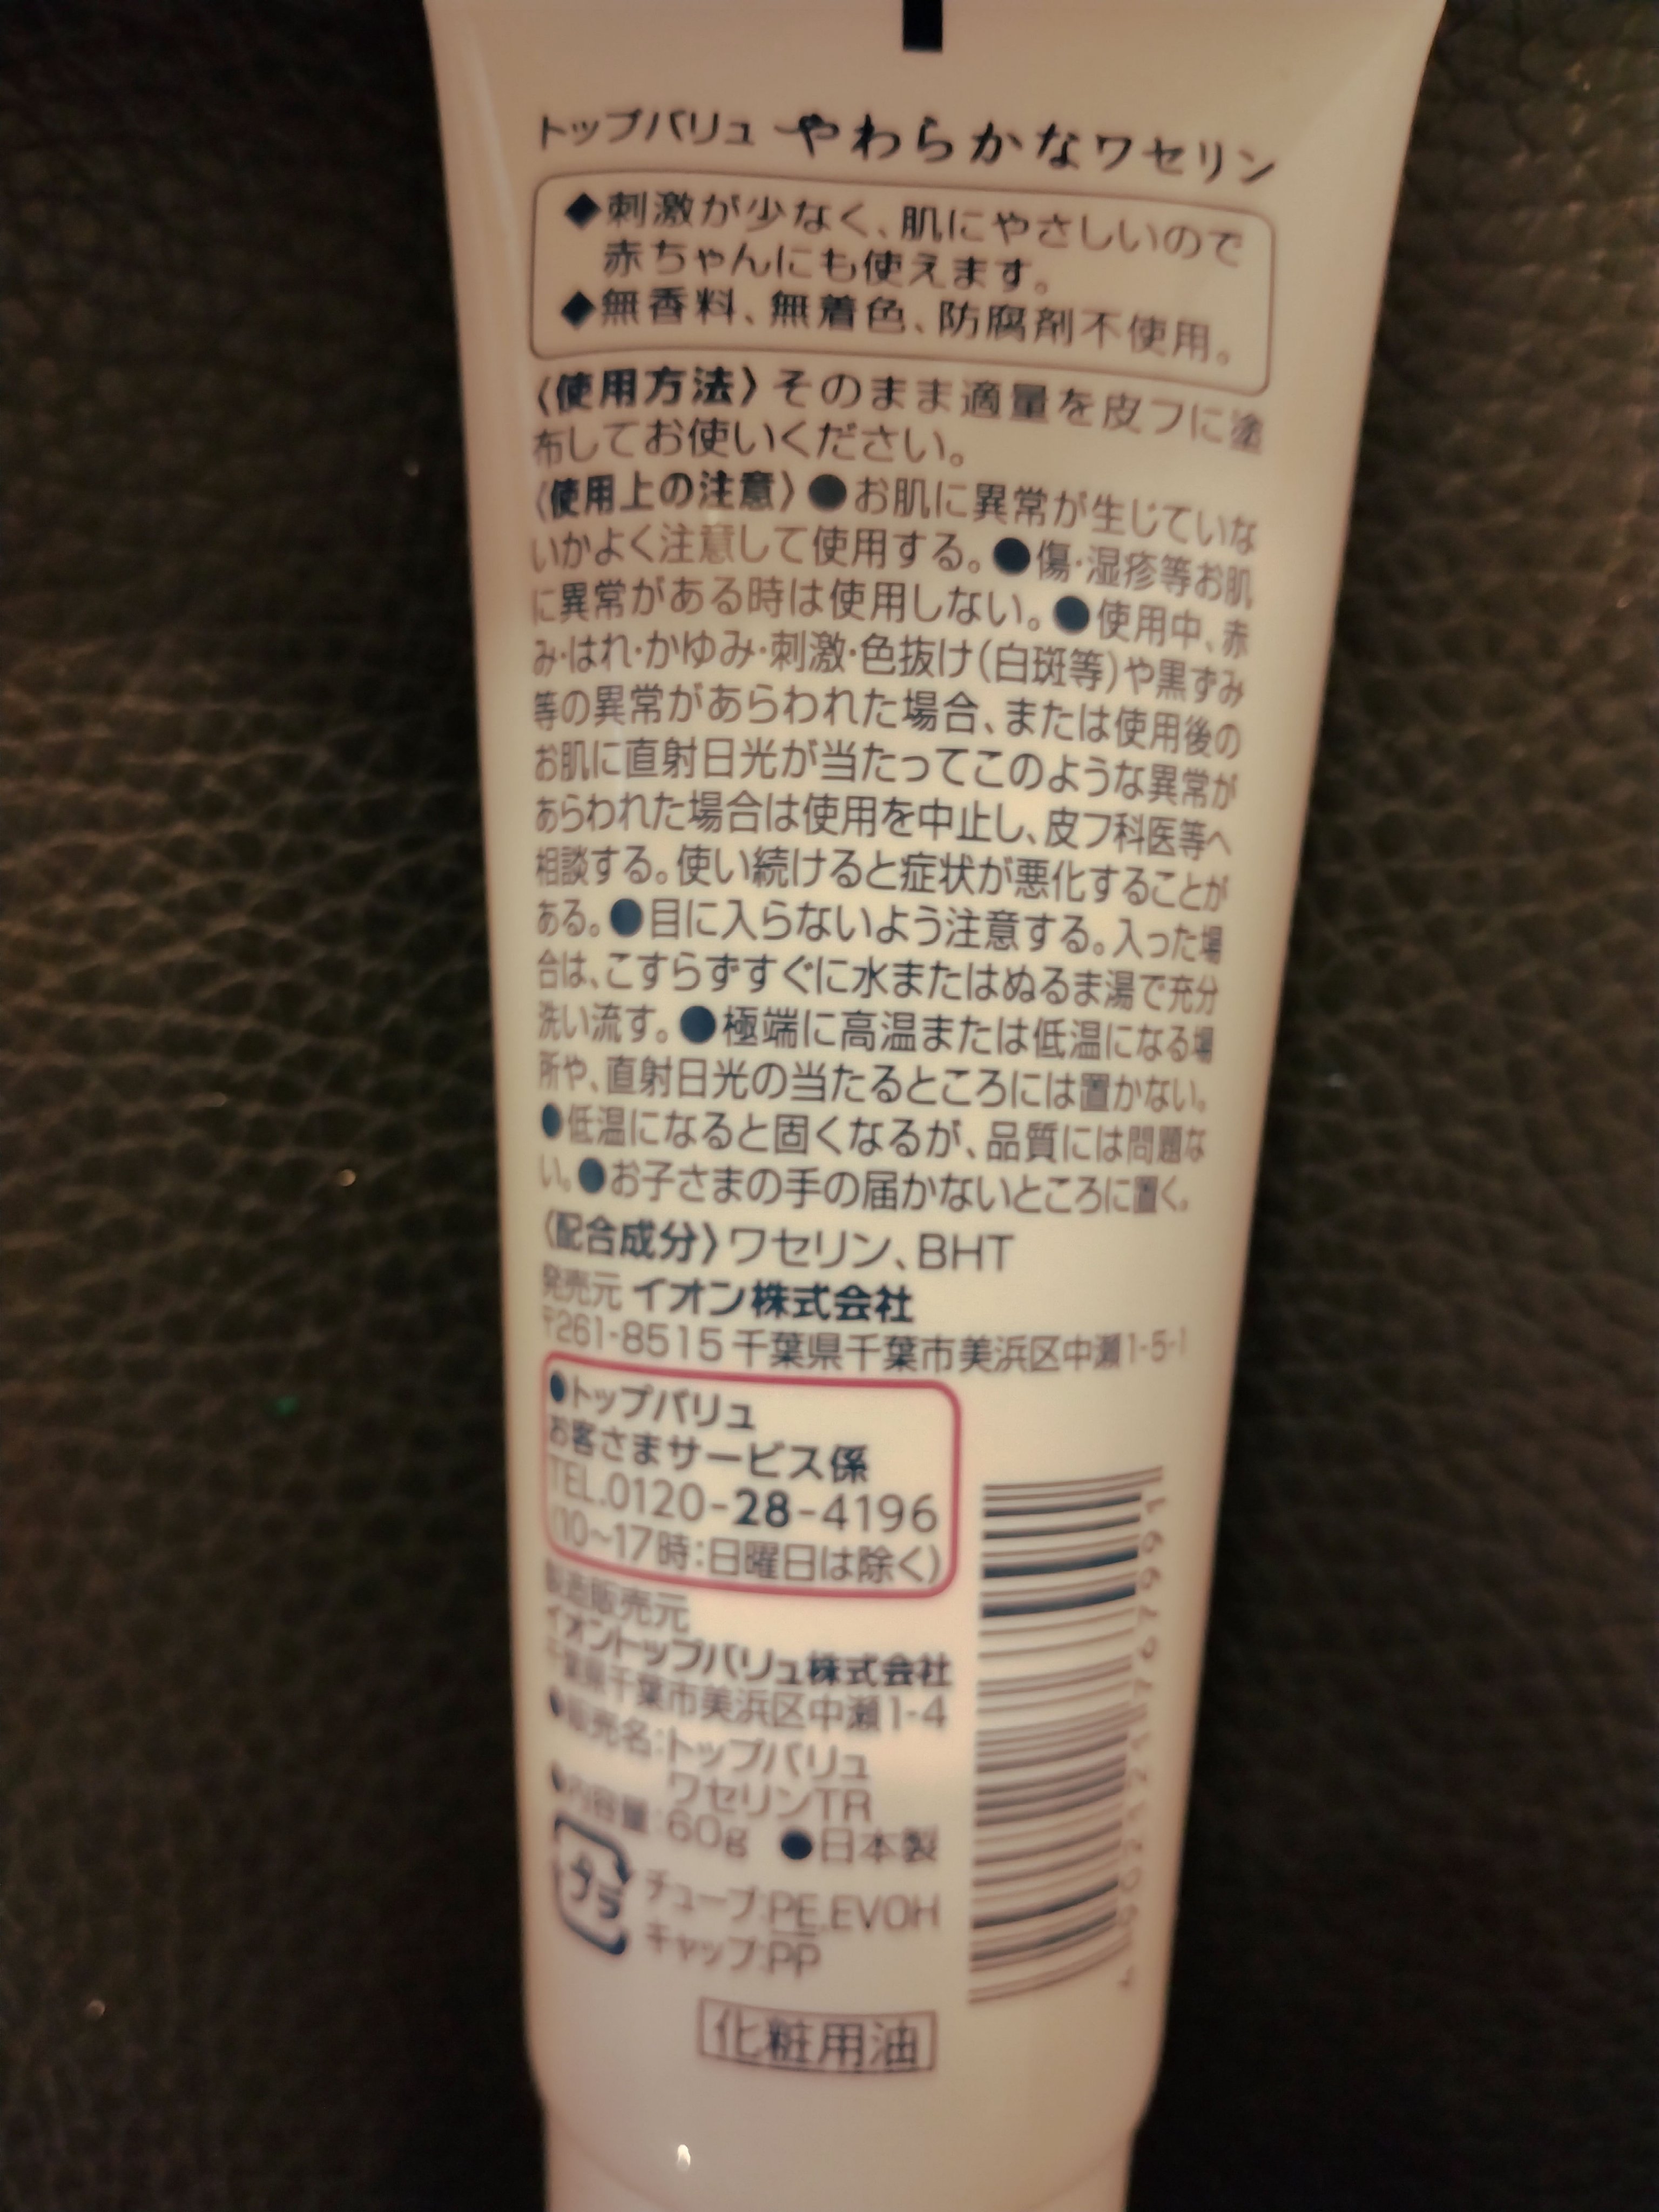 トップバリュ やわらかなワセリン
◆刺激が少なく、肌にやさしいので
赤ちゃんにも使えます。
◆無香料、無着色、防腐剤不使用。
〈使用方法〉そのまま適量を皮フに塗
布してお使いください。
〈使用上の注意〉●お肌に異常が生じていな
いかよく注意して使用する。●傷・湿疹等お肌
に異常がある時は使用しない。●使用中、赤
み・はれ・かゆみ・刺激・色抜け(白斑等)や黒ずみ
等の異常があらわれた場合、または使用後の
お肌に直射日光が当たってこのような異常が
あらわれた場合は使用を中止し、皮フ科医等へ
相談する。使い続けると症状が悪化することが
ある。●目に入らないよう注意する。入った場
合は、こすらずすぐに水またはぬるま湯で充分
洗い流す。●極端に高温または低温になる場
所や、直射日光の当たるところには置かない。
●低温になると固くなるが、品質には問題な
い。●お子さまの手の届かないところに置く。
〈配合成分〉ワセリン、BHT
発売元 イオン株式会社
〒261-8515 千葉県千葉市美浜区中瀬1-5-1
●トップバリュ
お客さまサービス係
TEL.0120-28-4196
(10~17時:日曜日は除く)
製造販売元
イオントップバリュ株式会社
千葉県千葉市美浜区中瀬1-4
●販売名:トップバリュ
ワセリンTR
●内容量:60g ●日本製
プラ
チューブ:PE,EVOH
キャップ:PP
化粧用油